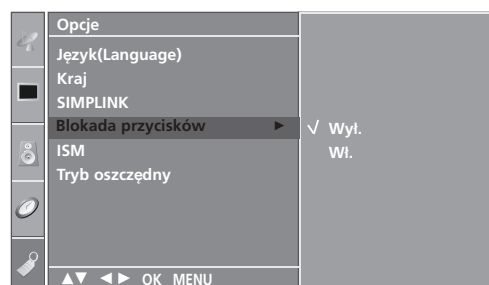 Opcje
Język(Language)
Kraj
SIMPLINK
Blokada przycisków ►
ISM
Tryb oszczędny
√ Wył.
Wł.
▲▼ ◄► OK MENU